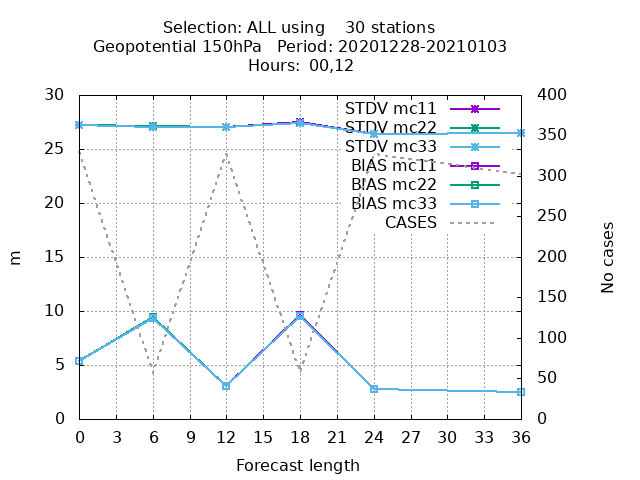 Selection: ALL using    30 stations
Geopotential 150hPa   Period: 20201228-20210103
Hours: 00,12
30
25
20
15
10
5
0
m
400
350
300
250
200
150
100
50
0
No cases
STDV mc11
STDV mc22
STDV mc33
BIAS mc11
BIAS mc22
BIAS mc33
CASES
0 3 6 9 12 15 18 21 24 27 30 33 36
Forecast length